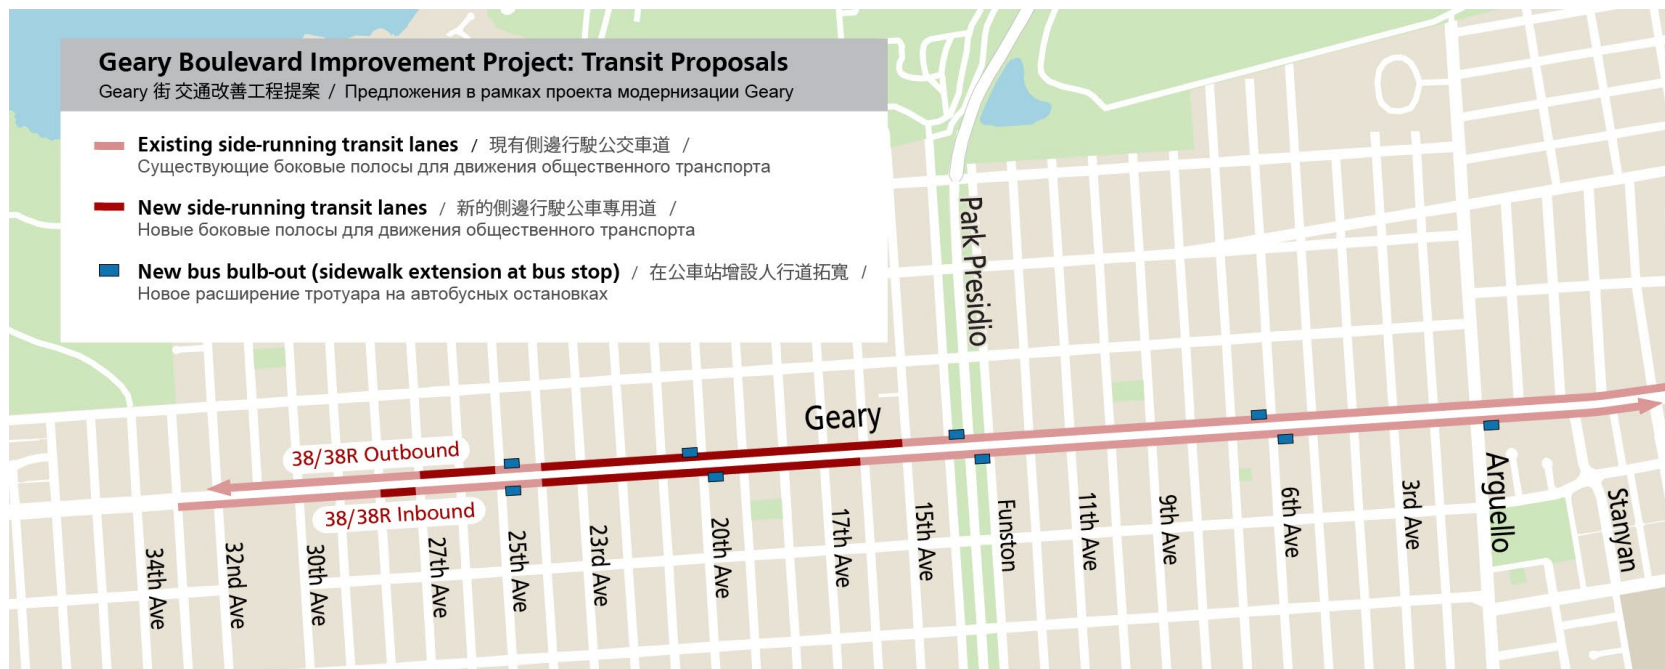 Geary Boulevard Improvement Project: Transit Proposals
Geary 街 交通改善工程提案 / Предложения в рамках проекта модернизации Geary
Existing side-running transit lanes / 現有側邊行駛公交車道 /
Существующие боковые полосы для движения общественного транспорта
New side-running transit lanes / 新的側邊行駛公車專用道 /
Новые боковые полосы для движения общественного транспорта
New bus bulb-out (sidewalk extension at bus stop) / 在公車站增設人行道拓寬 /
Новое расширение тротуара на автобусных остановках
Park Presidio
Geary
38/38R Outbound
38/38R Inbound
34th Ave
32nd Ave
30th Ave
27th Ave
25th Ave
23rd Ave
20th Ave
17th Ave
15th Ave
Funston
11th Ave
9th Ave
6th Ave
3rd Ave
Arguello
Stanyan